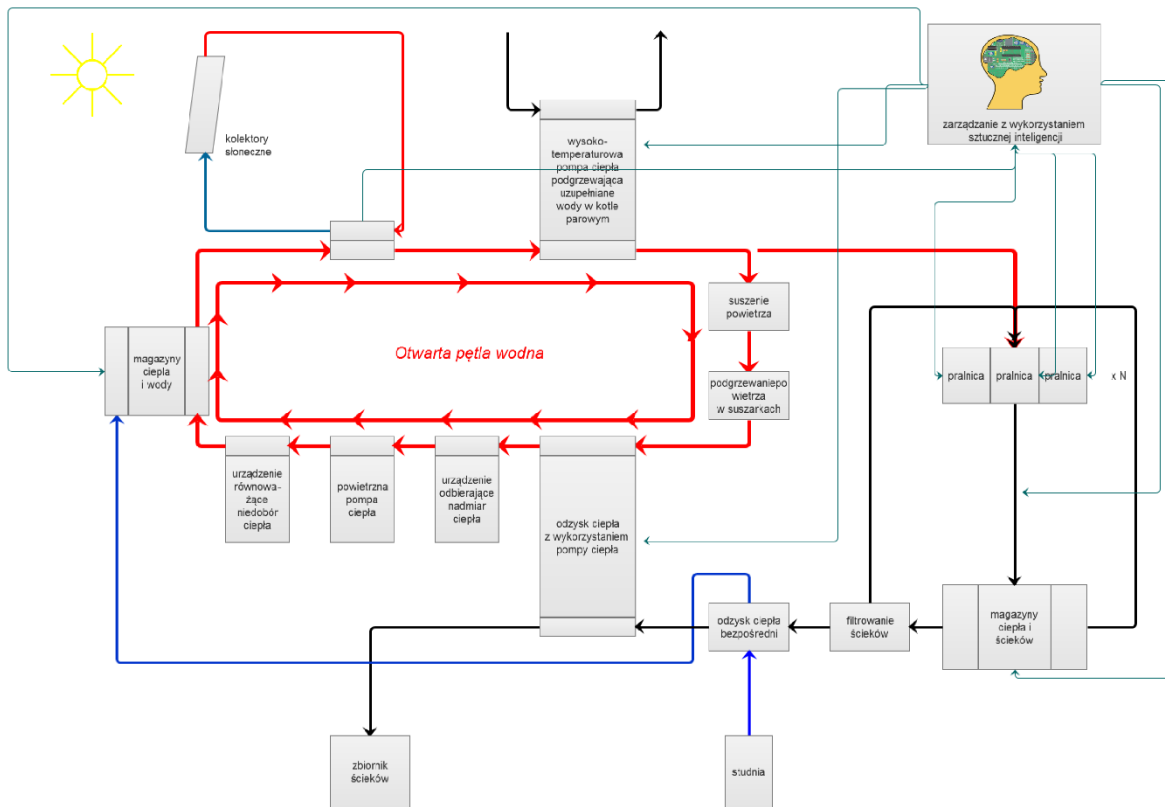 zarządzanie z wykorzystaniem
sztucznej inteligencji
kolektory
słoneczne
wysoko-
temperaturowa
pompa ciepła
podgrzewająca
uzupełniane
wody w kotle
parowym
suszenie
powietrza
Otwarta pętla wodna
magazyny
ciepla
i wody
podgrzewaniepo
wietrza
w suszarkach
pralnica
pralnica
pralnica
x N
urządzenie
równowa-
żące
niedobór
ciepła
powietrzna
pompa
ciepła
urządzenie
odbierające
nadmiar
ciepła
odzysk ciepła
z wykorzystaniem
pompy ciepła
odzysk ciepła
bezpośredni
filtrowanie
ścieków
magazyny
ciepła i
ścieków
zbiornik
ścieków
studnia